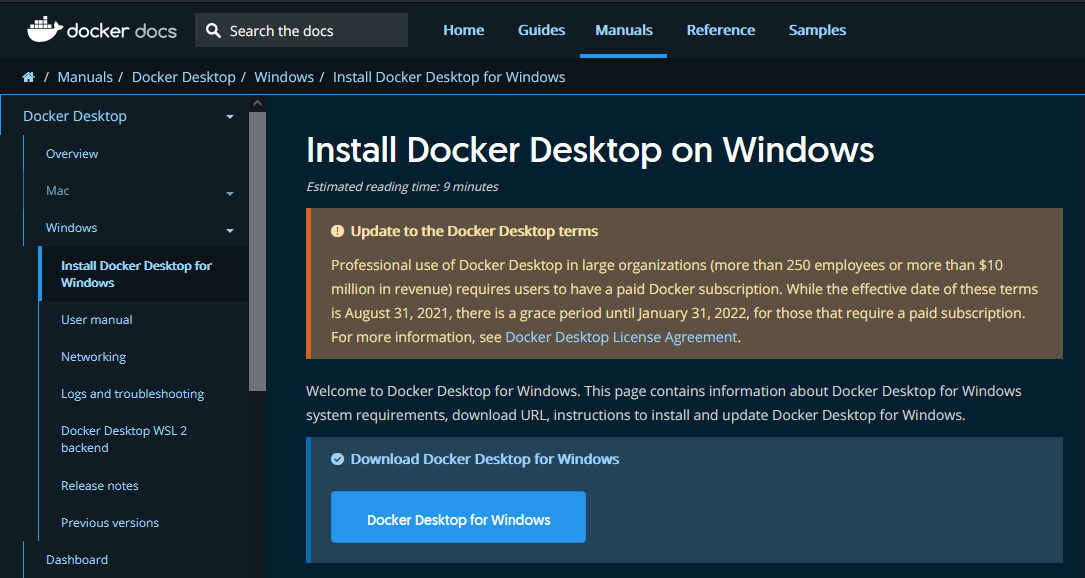 docker docs
Search the docs
Home
Guides
Manuals
Reference
Samples
/ Manuals / Docker Desktop / Windows / Install Docker Desktop for Windows
Docker Desktop
Overview
Mac
Windows
Install Docker Desktop for
Windows
User manual
Networking
Logs and troubleshooting
Docker Desktop WSL 2
backend
Release notes
Previous versions
Dashboard
Install Docker Desktop on Windows
Estimated reading time: 9 minutes
Update to the Docker Desktop terms
Professional use of Docker Desktop in large organizations (more than 250 employees or more than $10
million in revenue) requires users to have a paid Docker subscription. While the effective date of these terms
is August 31, 2021, there is a grace period until January 31, 2022, for those that require a paid subscription.
For more information, see Docker Desktop License Agreement.
Welcome to Docker Desktop for Windows. This page contains information about Docker Desktop for Windows
system requirements, download URL, instructions to install and update Docker Desktop for Windows.
Download Docker Desktop for Windows
Docker Desktop for Windows